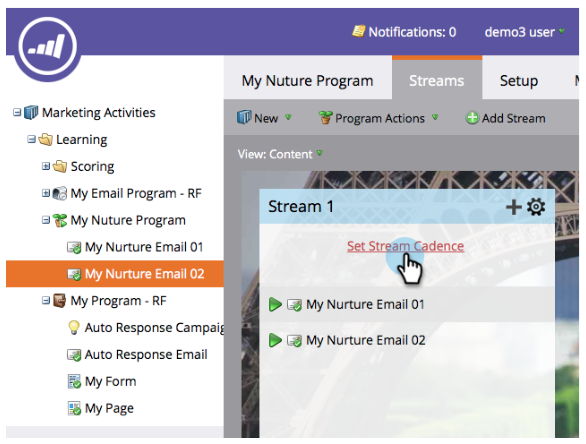 Notifications: 0 demo3 user
My Nuture Program Streams Setup
Marketing Activities
Learning
Scoring
My Email Program - RF
My Nuture Program
My Nurture Email 01
My Nurture Email 02
My Program - RF
Auto Response Campaig
Auto Response Email
My Form
My Page
New Program Actions Add Stream
View: Content
Stream 1
Set Stream Cadence
My Nurture Email 01
My Nurture Email 02